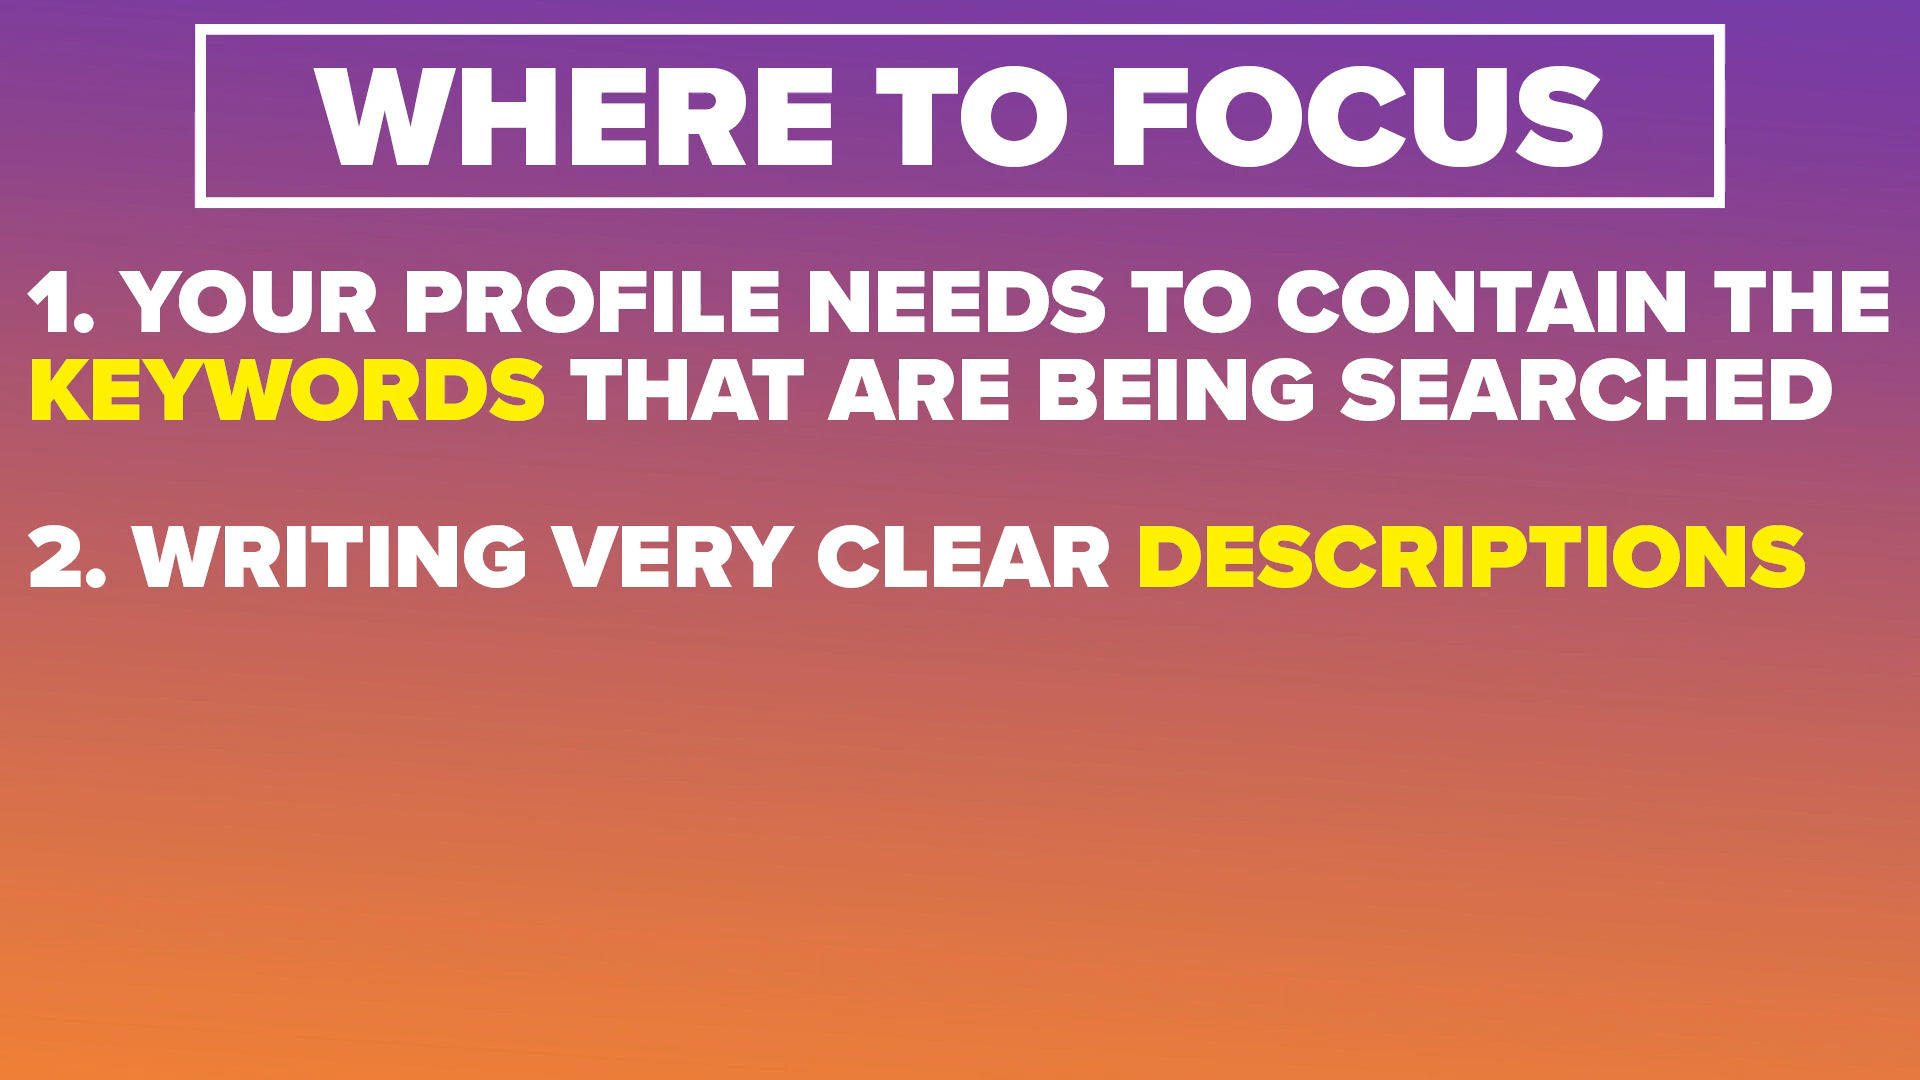 WHERE TO FOCUS
1. YOUR PROFILE NEEDS TO CONTAIN THE
KEYWORDS THAT ARE BEING SEARCHED
2. WRITING VERY CLEAR DESCRIPTIONS